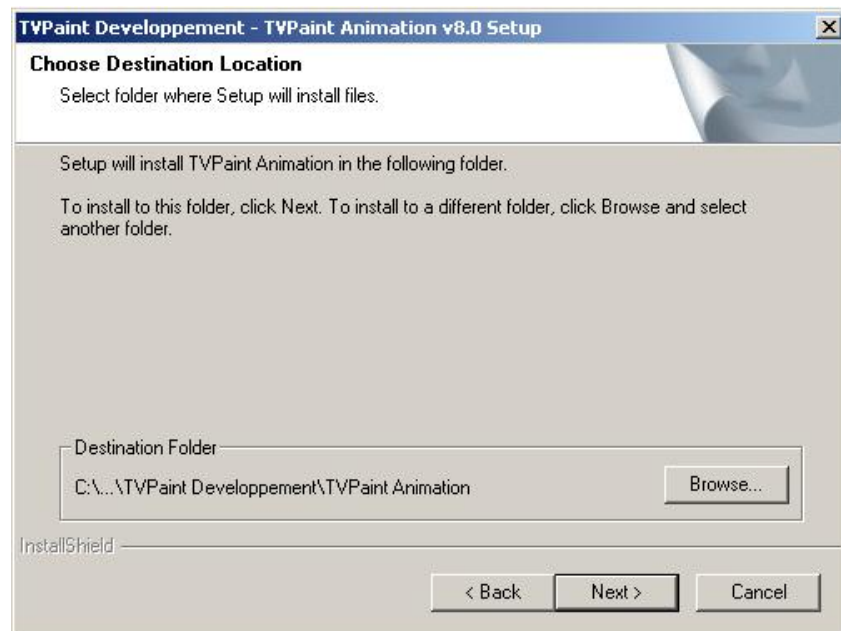 TVPaint Developpement - TVPaint Animation v8.0 Setup
Choose Destination Location
Select folder where Setup will install files.
Setup will install TVPaint Animation in the following folder.
To install to this folder, click Next. To install to a different folder, click Browse and select
another folder.
Destination Folder
C:\...\TVPaint Developpement\TVPaint Animation
Browse...
InstallShield
< Back
Next >
Cancel